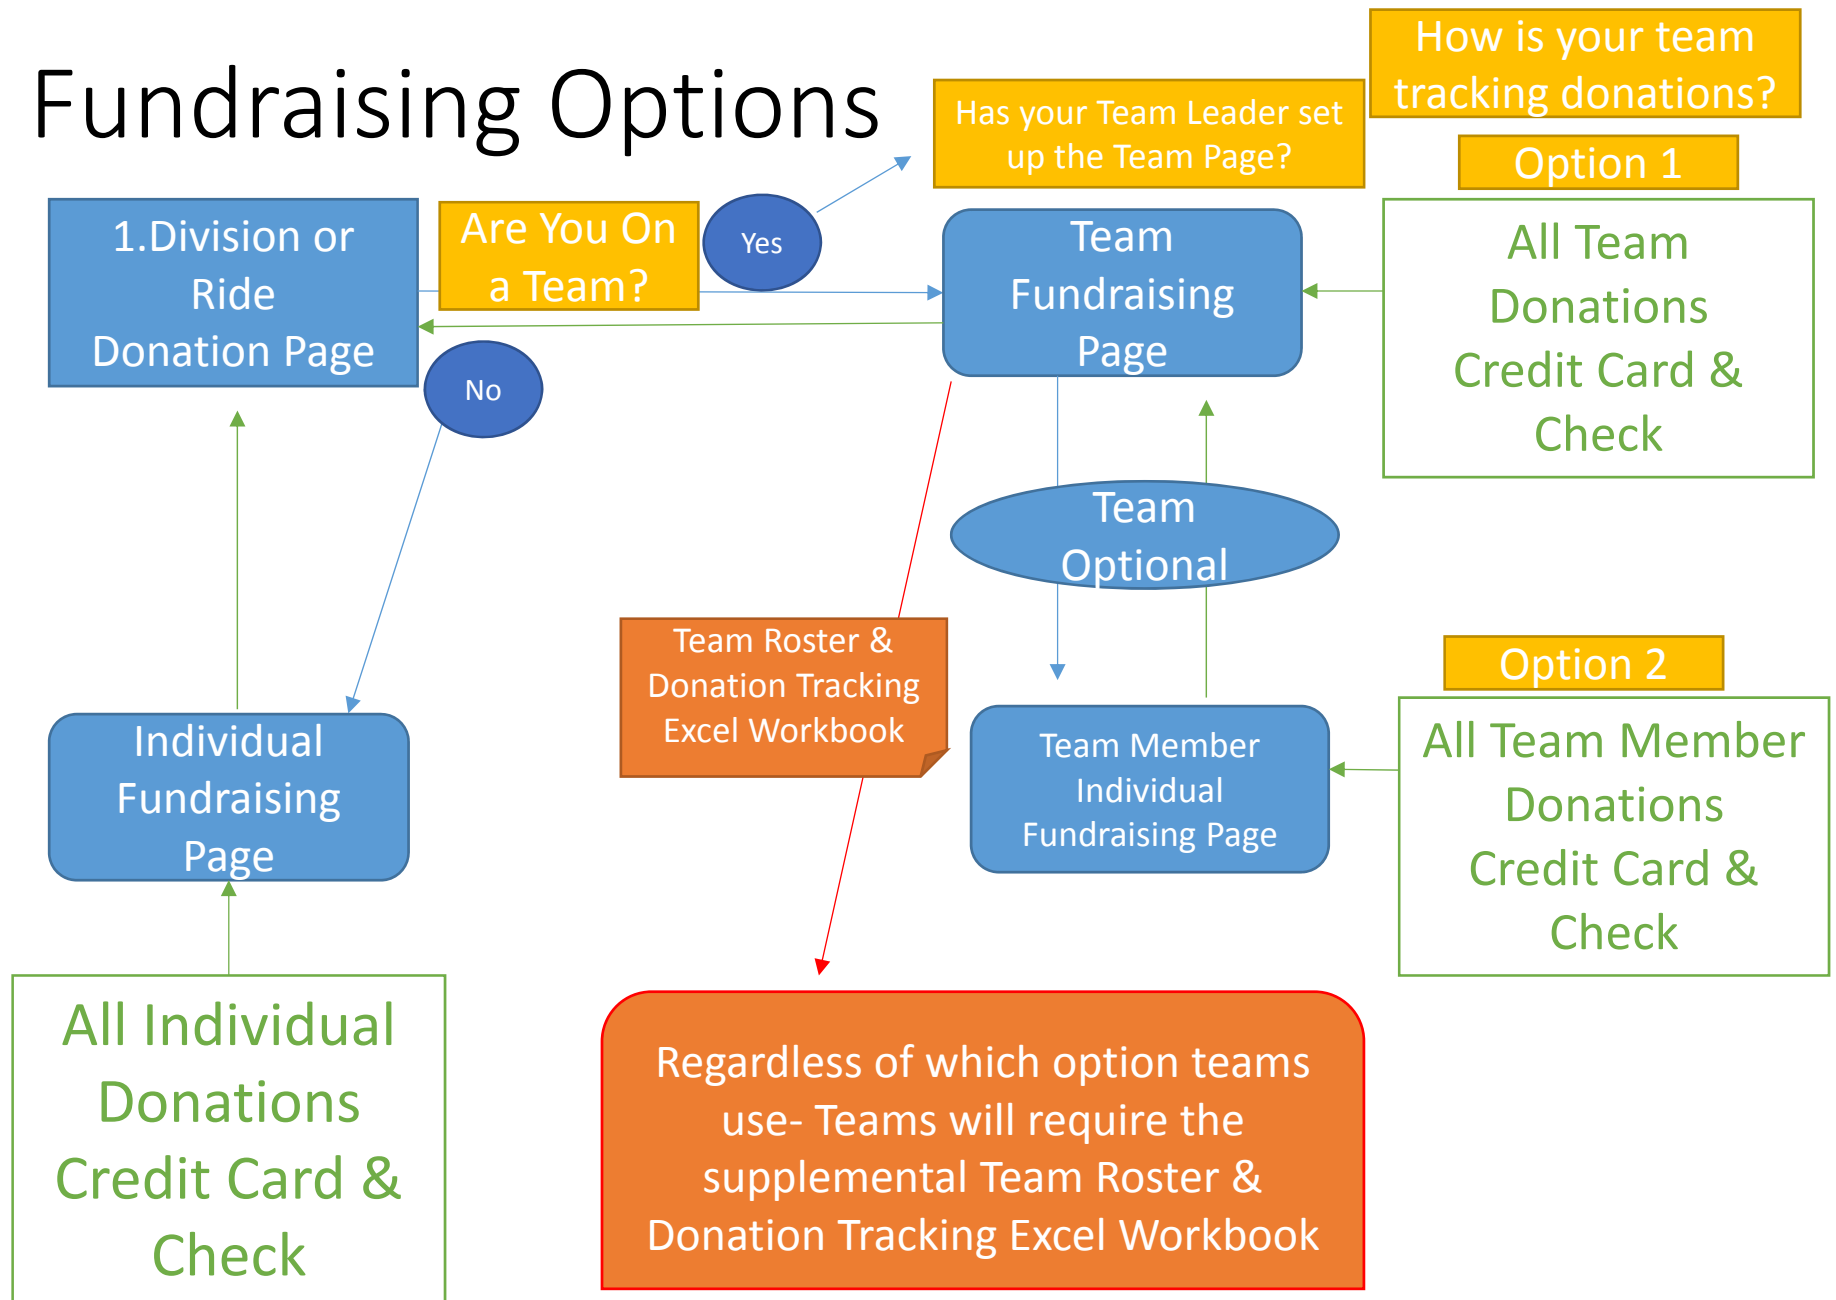 Fundraising Options
How is your team
tracking donations?
Has your Team Leader set
up the Team Page?
Option 1
1.Division or
Ride
Donation Page
Are You On
a Team?
Yes
Team
Fundraising
Page
All Team
Donations
Credit Card &
Check
No
Team
Optional
Team Roster &
Donation Tracking
Excel Workbook
Option 2
Individual
Fundraising
Page
Team Member
Individual
Fundraising Page
All Team Member
Donations
Credit Card &
Check
All Individual
Donations
Credit Card &
Check
Regardless of which option teams
use- Teams will require the
supplemental Team Roster &
Donation Tracking Excel Workbook